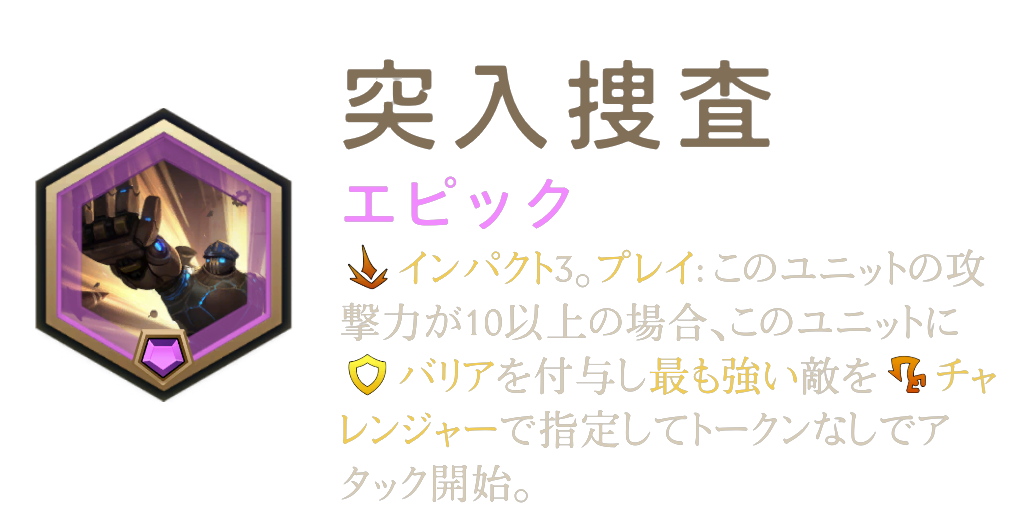 突入捜査
エピック
インパクト3。プレイ:このユニットの攻
撃力が10以上の場合、このユニットに
バリアを付与し最も強い敵をチャ
レンジャーで指定してトークンなしでア
タック開始。